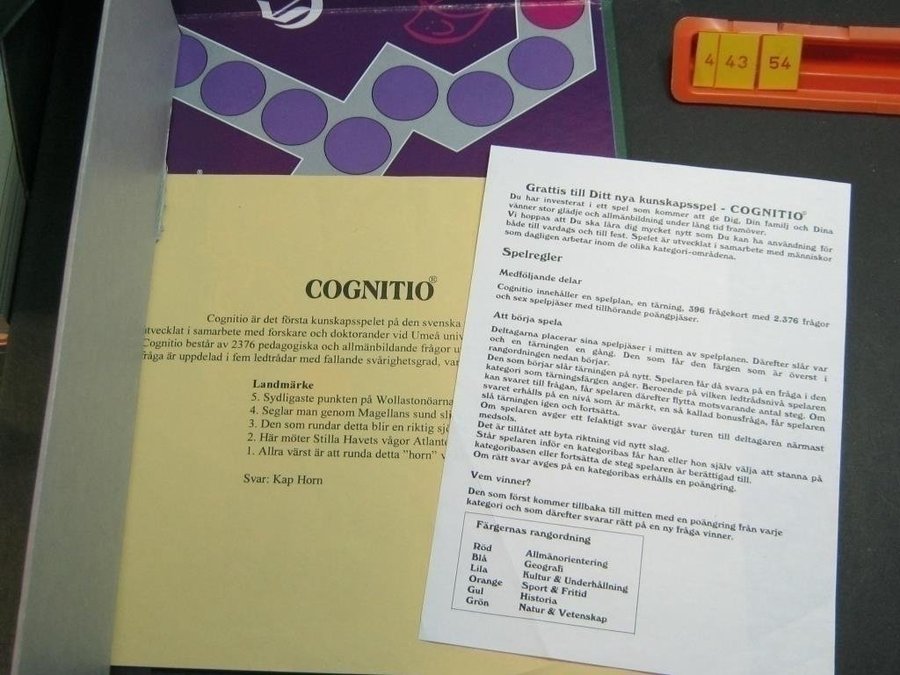 4 43 54
COGNITIO®
Cognitio är det första kunskapsspelet på den svenska
utvecklat i samarbete med forskare och doktorander vid Umeå
Cognitio består av 2376 pedagogiska och allmänbildande frågor
fråga är uppdelad i fem ledtrådar med fallande svårighetsgrad,
Landmärke
5. Sydligaste punkten på Wollastonöarna
4. Seglar man genom Magellans sund
3. Den som rundar detta blir en riktig
2. Här möter Stilla Havets vågor
1. Allra värst är att runda detta "horn"
Svar: Kap Horn
Grattis till Ditt nya kunskapsspel - COGNITIO®
Du har investerat i ett spel som kommer att ge Dig, Din familj och Dina
vänner stor glädje och allmänbildning under lång tid framöver.
Vi hoppas att Du ska lära dig mycket nytt som Du kan ha användning för
både till vardags och till fest. Spelet är utvecklat i samarbete med människor
som dagligen arbetar inom de olika kategori-områdena.
Spelregler
Medföljande delar
Cognitio innehåller en spelplan, en tärning, 396 frågekort med 2.376 frågor
och sex spelpjäser med tillhörande poängpjäser.
Att börja spela
Deltagarna placerar sina spelpjäser i mitten av spelplanen. Därefter slår var
och en tärningen en gång. Den som får den färgen som är överst i
rangordningen nedan börjar.
Den som börjar slår tärningen på nytt. Spelaren får då svara på en fråga i den
kategori som tärningsfärgen anger. Beroende på vilken ledtrådsnivå spelaren
kan svaret till frågan, får spelaren därefter flytta motsvarande antal steg. Om
svaret erhålls på en nivå som är märkt, en så kallad bonusfråga, får spelaren
slå tärningen igen och fortsätta.
Om spelaren avger ett felaktigt svar övergår turen till deltagaren närmast
medsols.
Det är tillåtet att byta riktning vid nytt slag.
Står spelaren inför en kategoribas får han eller hon själv välja att stanna på
kategoribasen eller fortsätta de steg spelaren är berättigad till.
Om rätt svar avges på en kategoribas erhålls en poängring.
Vem vinner?
Den som först kommer tillbaka till mitten med en poängring från varje
kategori och som därefter svarar rätt på en ny fråga vinner.
Färgernas rangordning
Röd Allmänorientering
Blå Geografi
Lila Kultur & Underhållning
Orange Sport & Fritid
Gul Historia
Grön Natur & Vetenskap